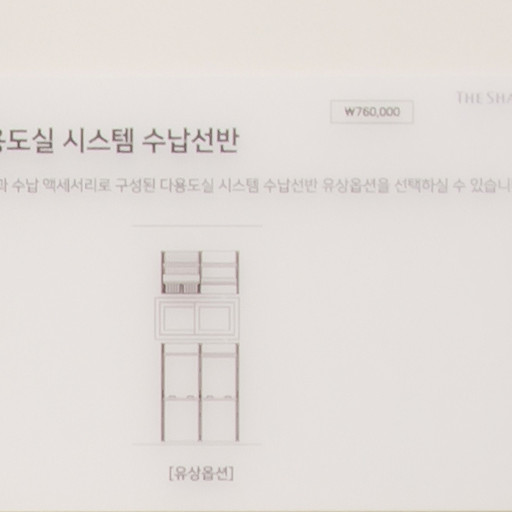 ₩760,000
THE SHA
용도실 시스템 수납선반
과 수납 액세서리로 구성된 다용도실 시스템 수납선반 유상옵션을 선택하실 수 있습니
[유상옵션]